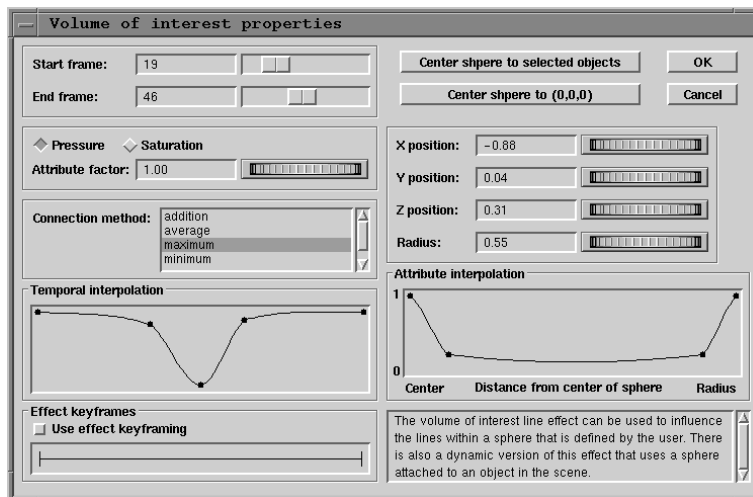 Volume of interest properties
Start frame: 19
End frame: 46
Center shpere to selected objects
OK
Center shpere to (0,0,0)
Cancel
Pressure Saturation
Attribute factor: 1.00
Connection method:
addition
average
maximum
minimum
X position: -0.88
Y position: 0.04
Z position: 0.31
Radius: 0.55
Temporal interpolation
Attribute interpolation
1
0
Center Distance from center of sphere Radius
Effect keyframes
Use effect keyframing
The volume of interest line effect can be used to influence
the lines within a sphere that is defined by the user. There
is also a dynamic version of this effect that uses a sphere
attached to an object in the scene.